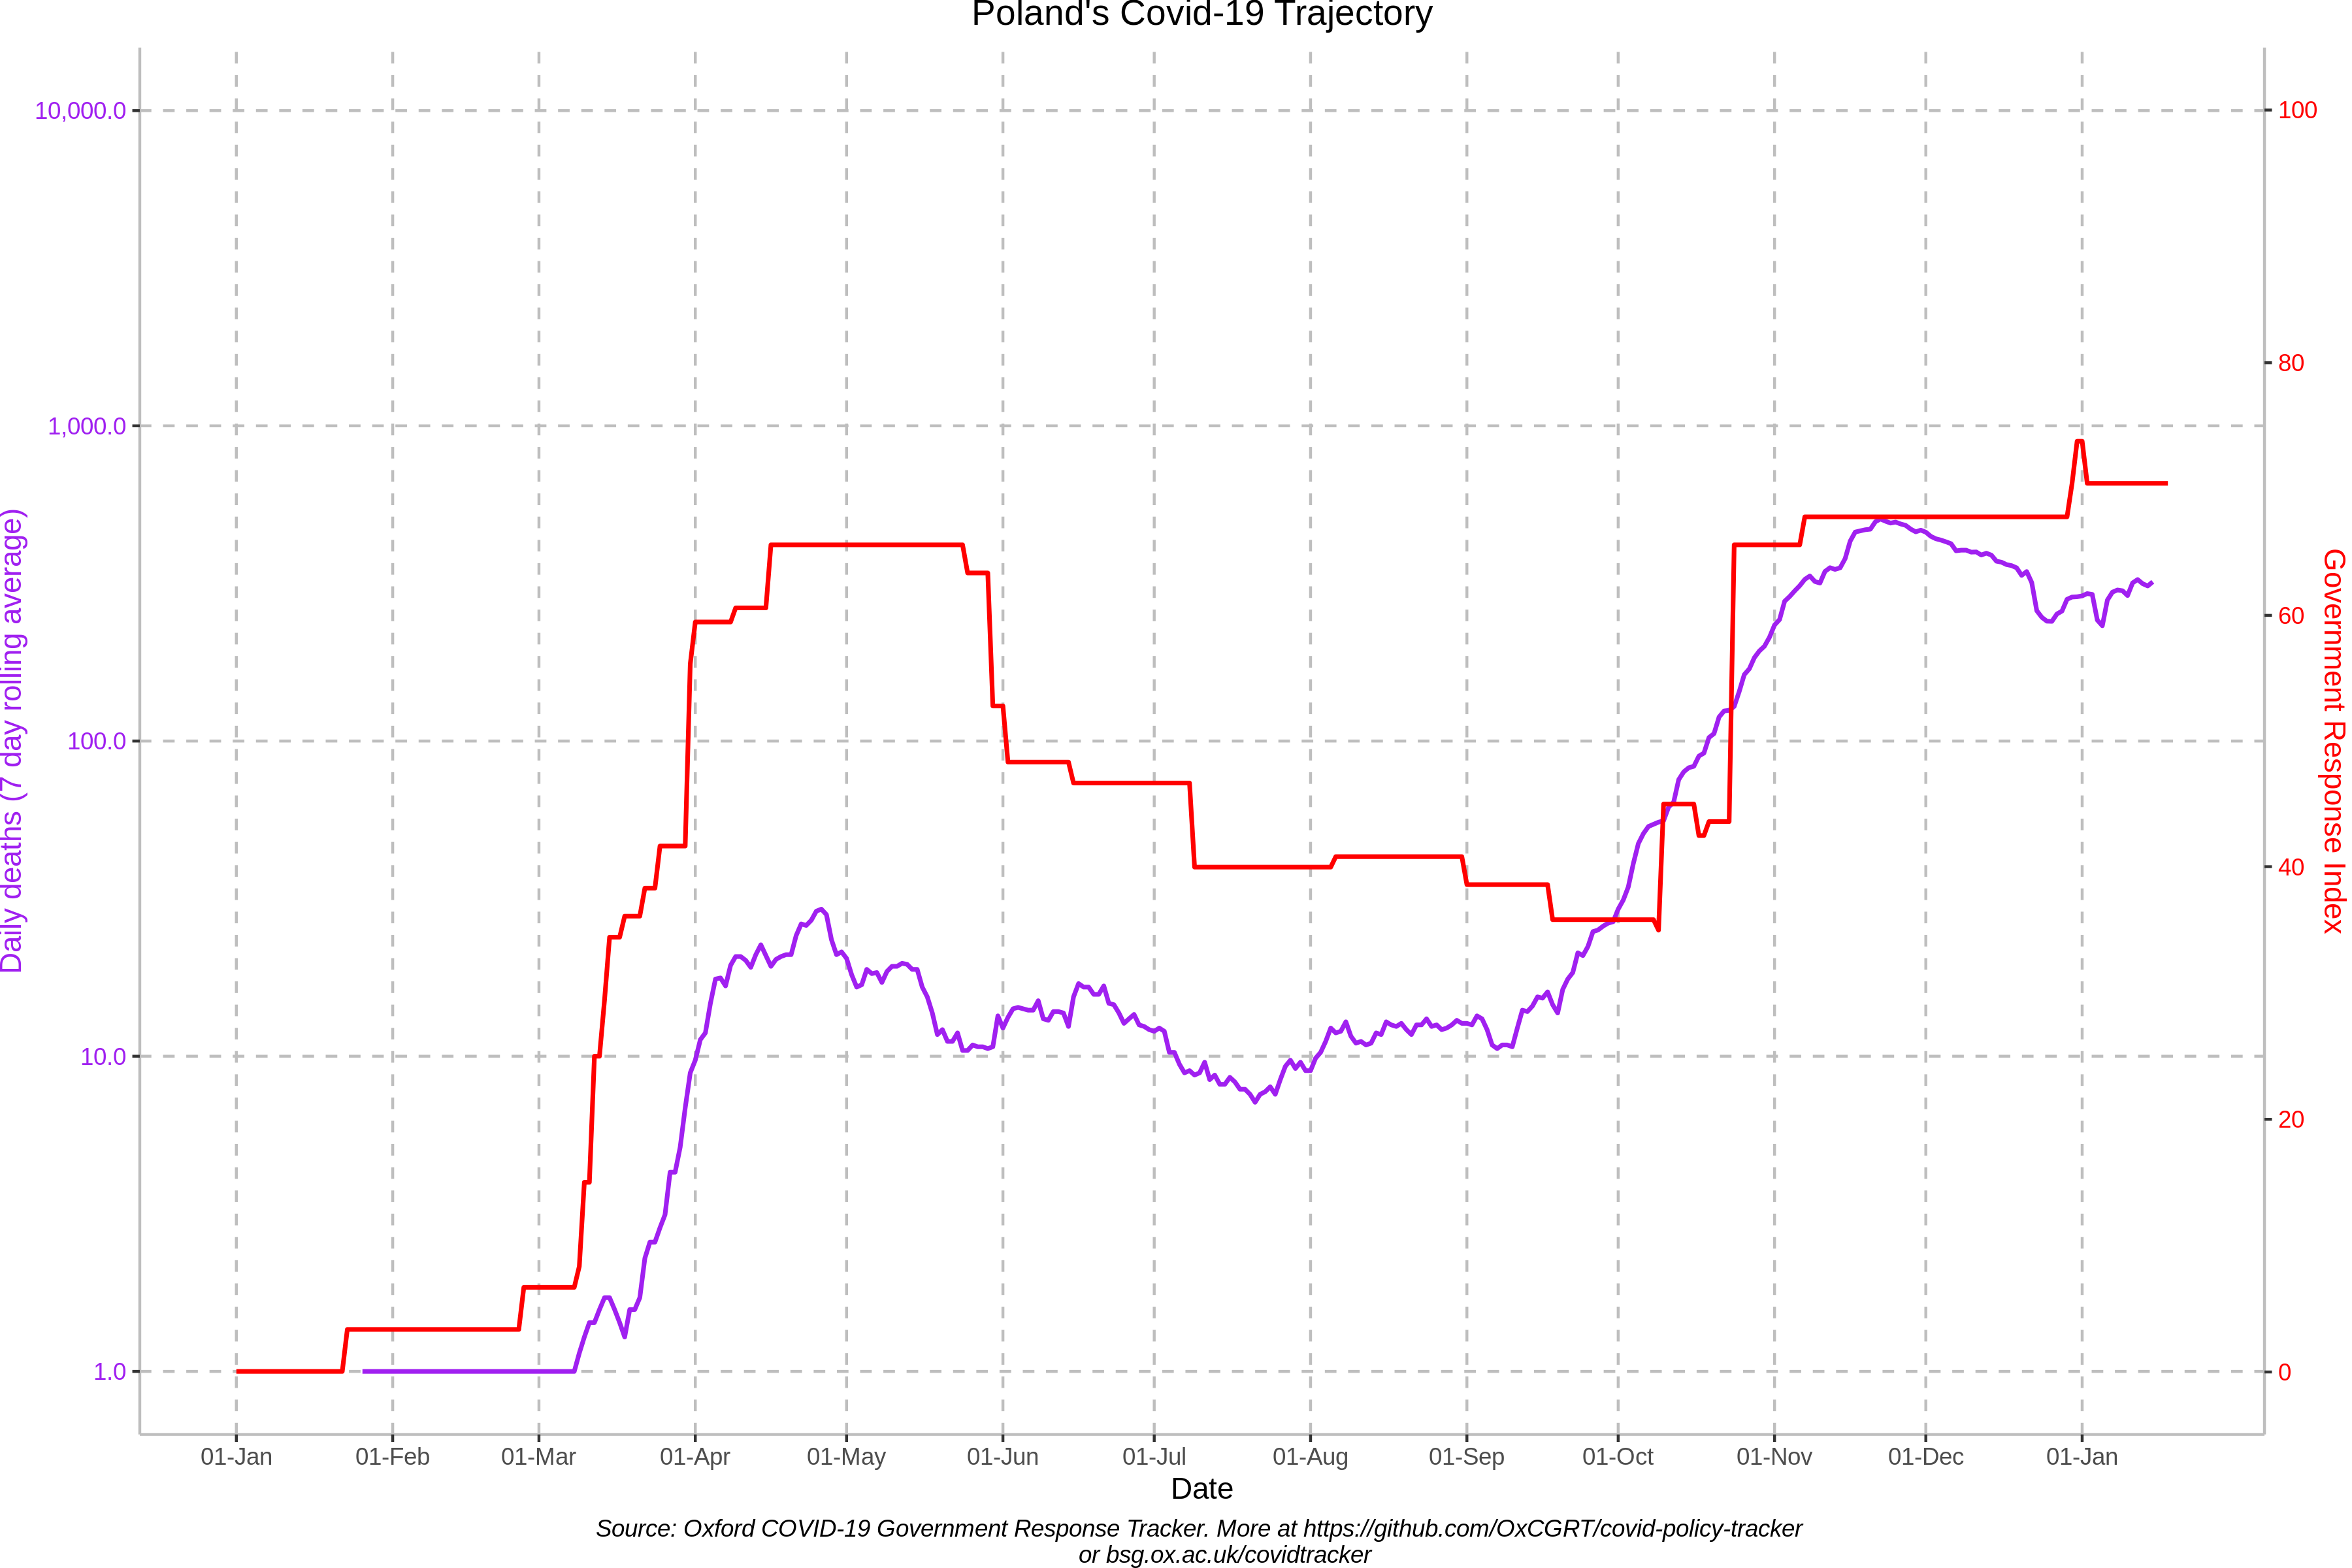 Poland's Covid-19 Trajectory
Daily deaths (7 day rolling average)
10,000.0
1,000.0
100.0
10.0
1.0
100
80
60
40
20
0
Government Response Index
01-Jan 01-Feb 01-Mar 01-Apr 01-May 01-Jun 01-Jul 01-Aug 01-Sep 01-Oct 01-Nov 01-Dec 01-Jan
Date
Source: Oxford COVID-19 Government Response Tracker. More at https://github.com/OxCGRT/covid-policy-tracker
or bsg.ox.ac.uk/covidtracker